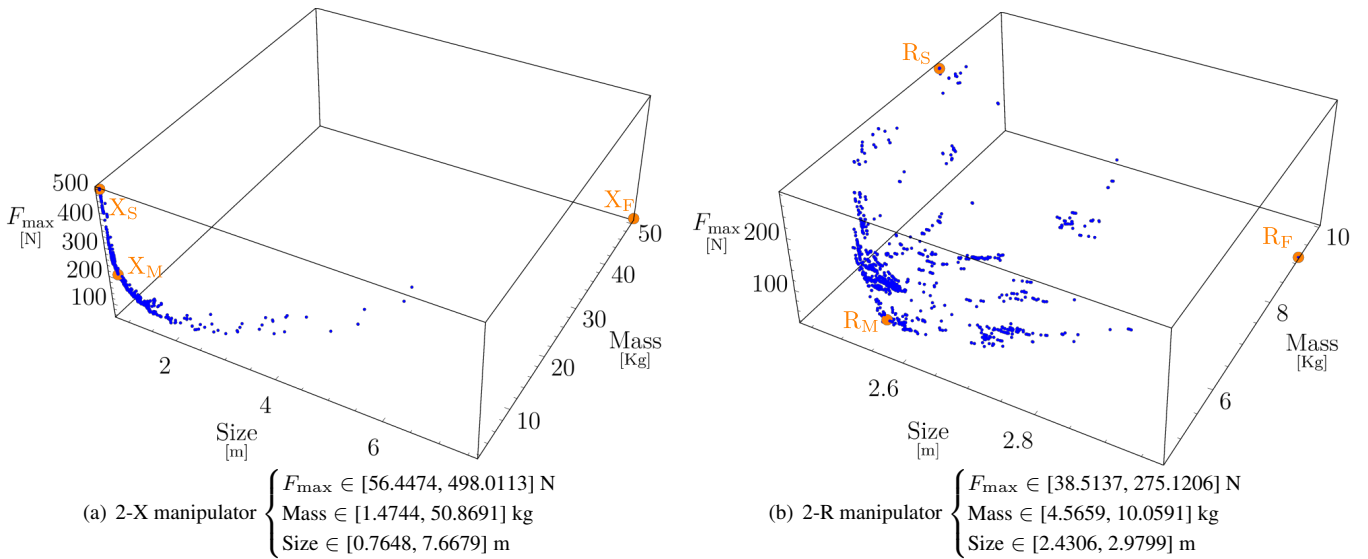 500
400
300
200
100
F_max
[N]
X_S
X_M
X_F
2
4
6
Size
[m]
10
20
30
40
50
Mass
[Kg]
(a) 2-X manipulator { F_max ∈ [56.4474, 498.0113] N
Mass ∈ [1.4744, 50.8691] kg
Size ∈ [0.7648, 7.6679] m
200
100
F_max
[N]
R_S
R_M
R_F
2.6
2.8
Size
[m]
6
8
10
Mass
[Kg]
(b) 2-R manipulator { F_max ∈ [38.5137, 275.1206] N
Mass ∈ [4.5659, 10.0591] kg
Size ∈ [2.4306, 2.9799] m